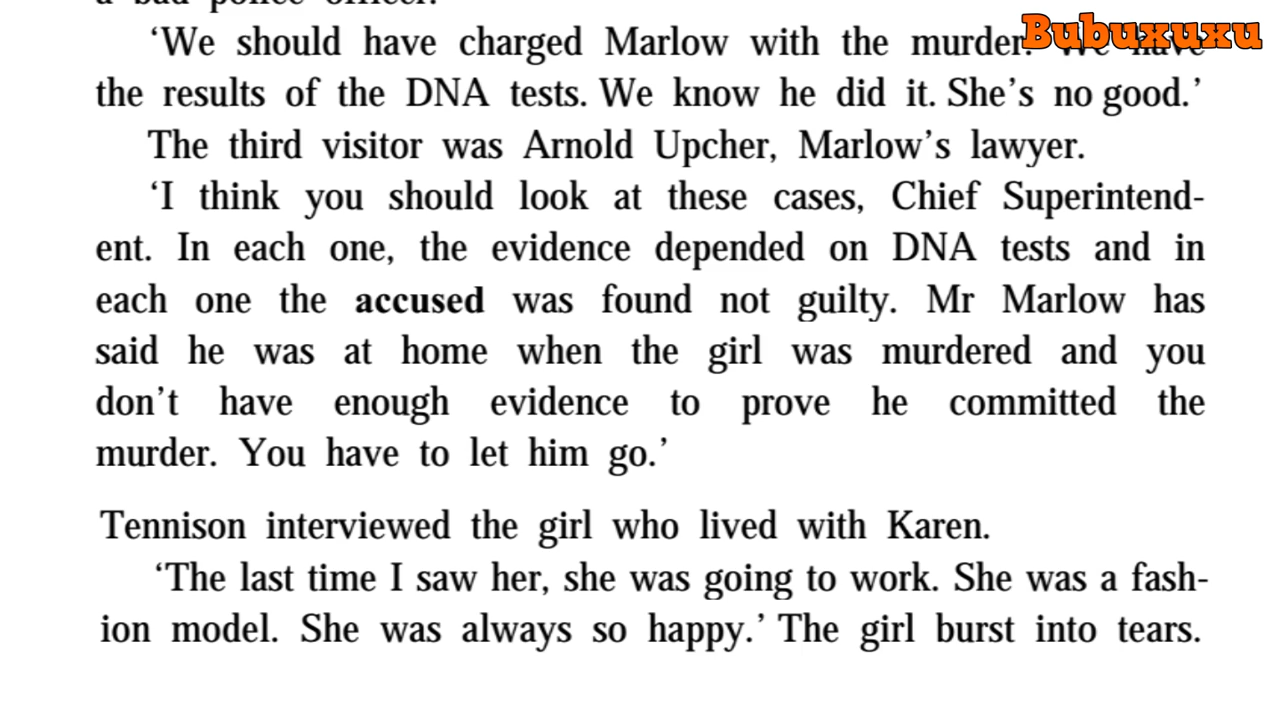 a bad police officer.
‘We should have charged Marlow with the murder. We have
the results of the DNA tests. We know he did it. She’s no good.’
The third visitor was Arnold Upcher, Marlow’s lawyer.
‘I think you should look at these cases, Chief Superintend-
ent. In each one, the evidence depended on DNA tests and in
each one the accused was found not guilty. Mr Marlow has
said he was at home when the girl was murdered and you
don’t have enough evidence to prove he committed the
murder. You have to let him go.’
Tennison interviewed the girl who lived with Karen.
‘The last time I saw her, she was going to work. She was a fash-
ion model. She was always so happy.’ The girl burst into tears.
Bubuxuxu